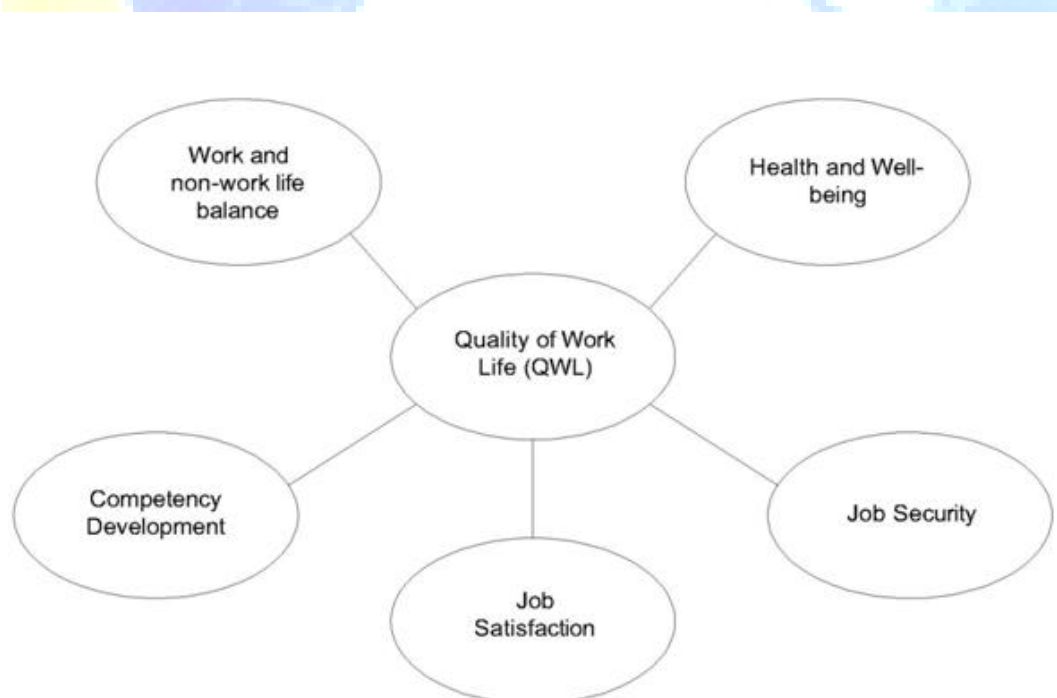 Work and
non-work life
balance
Health and Well-
being
Quality of Work
Life (QWL)
Competency
Development
Job Security
Job
Satisfaction